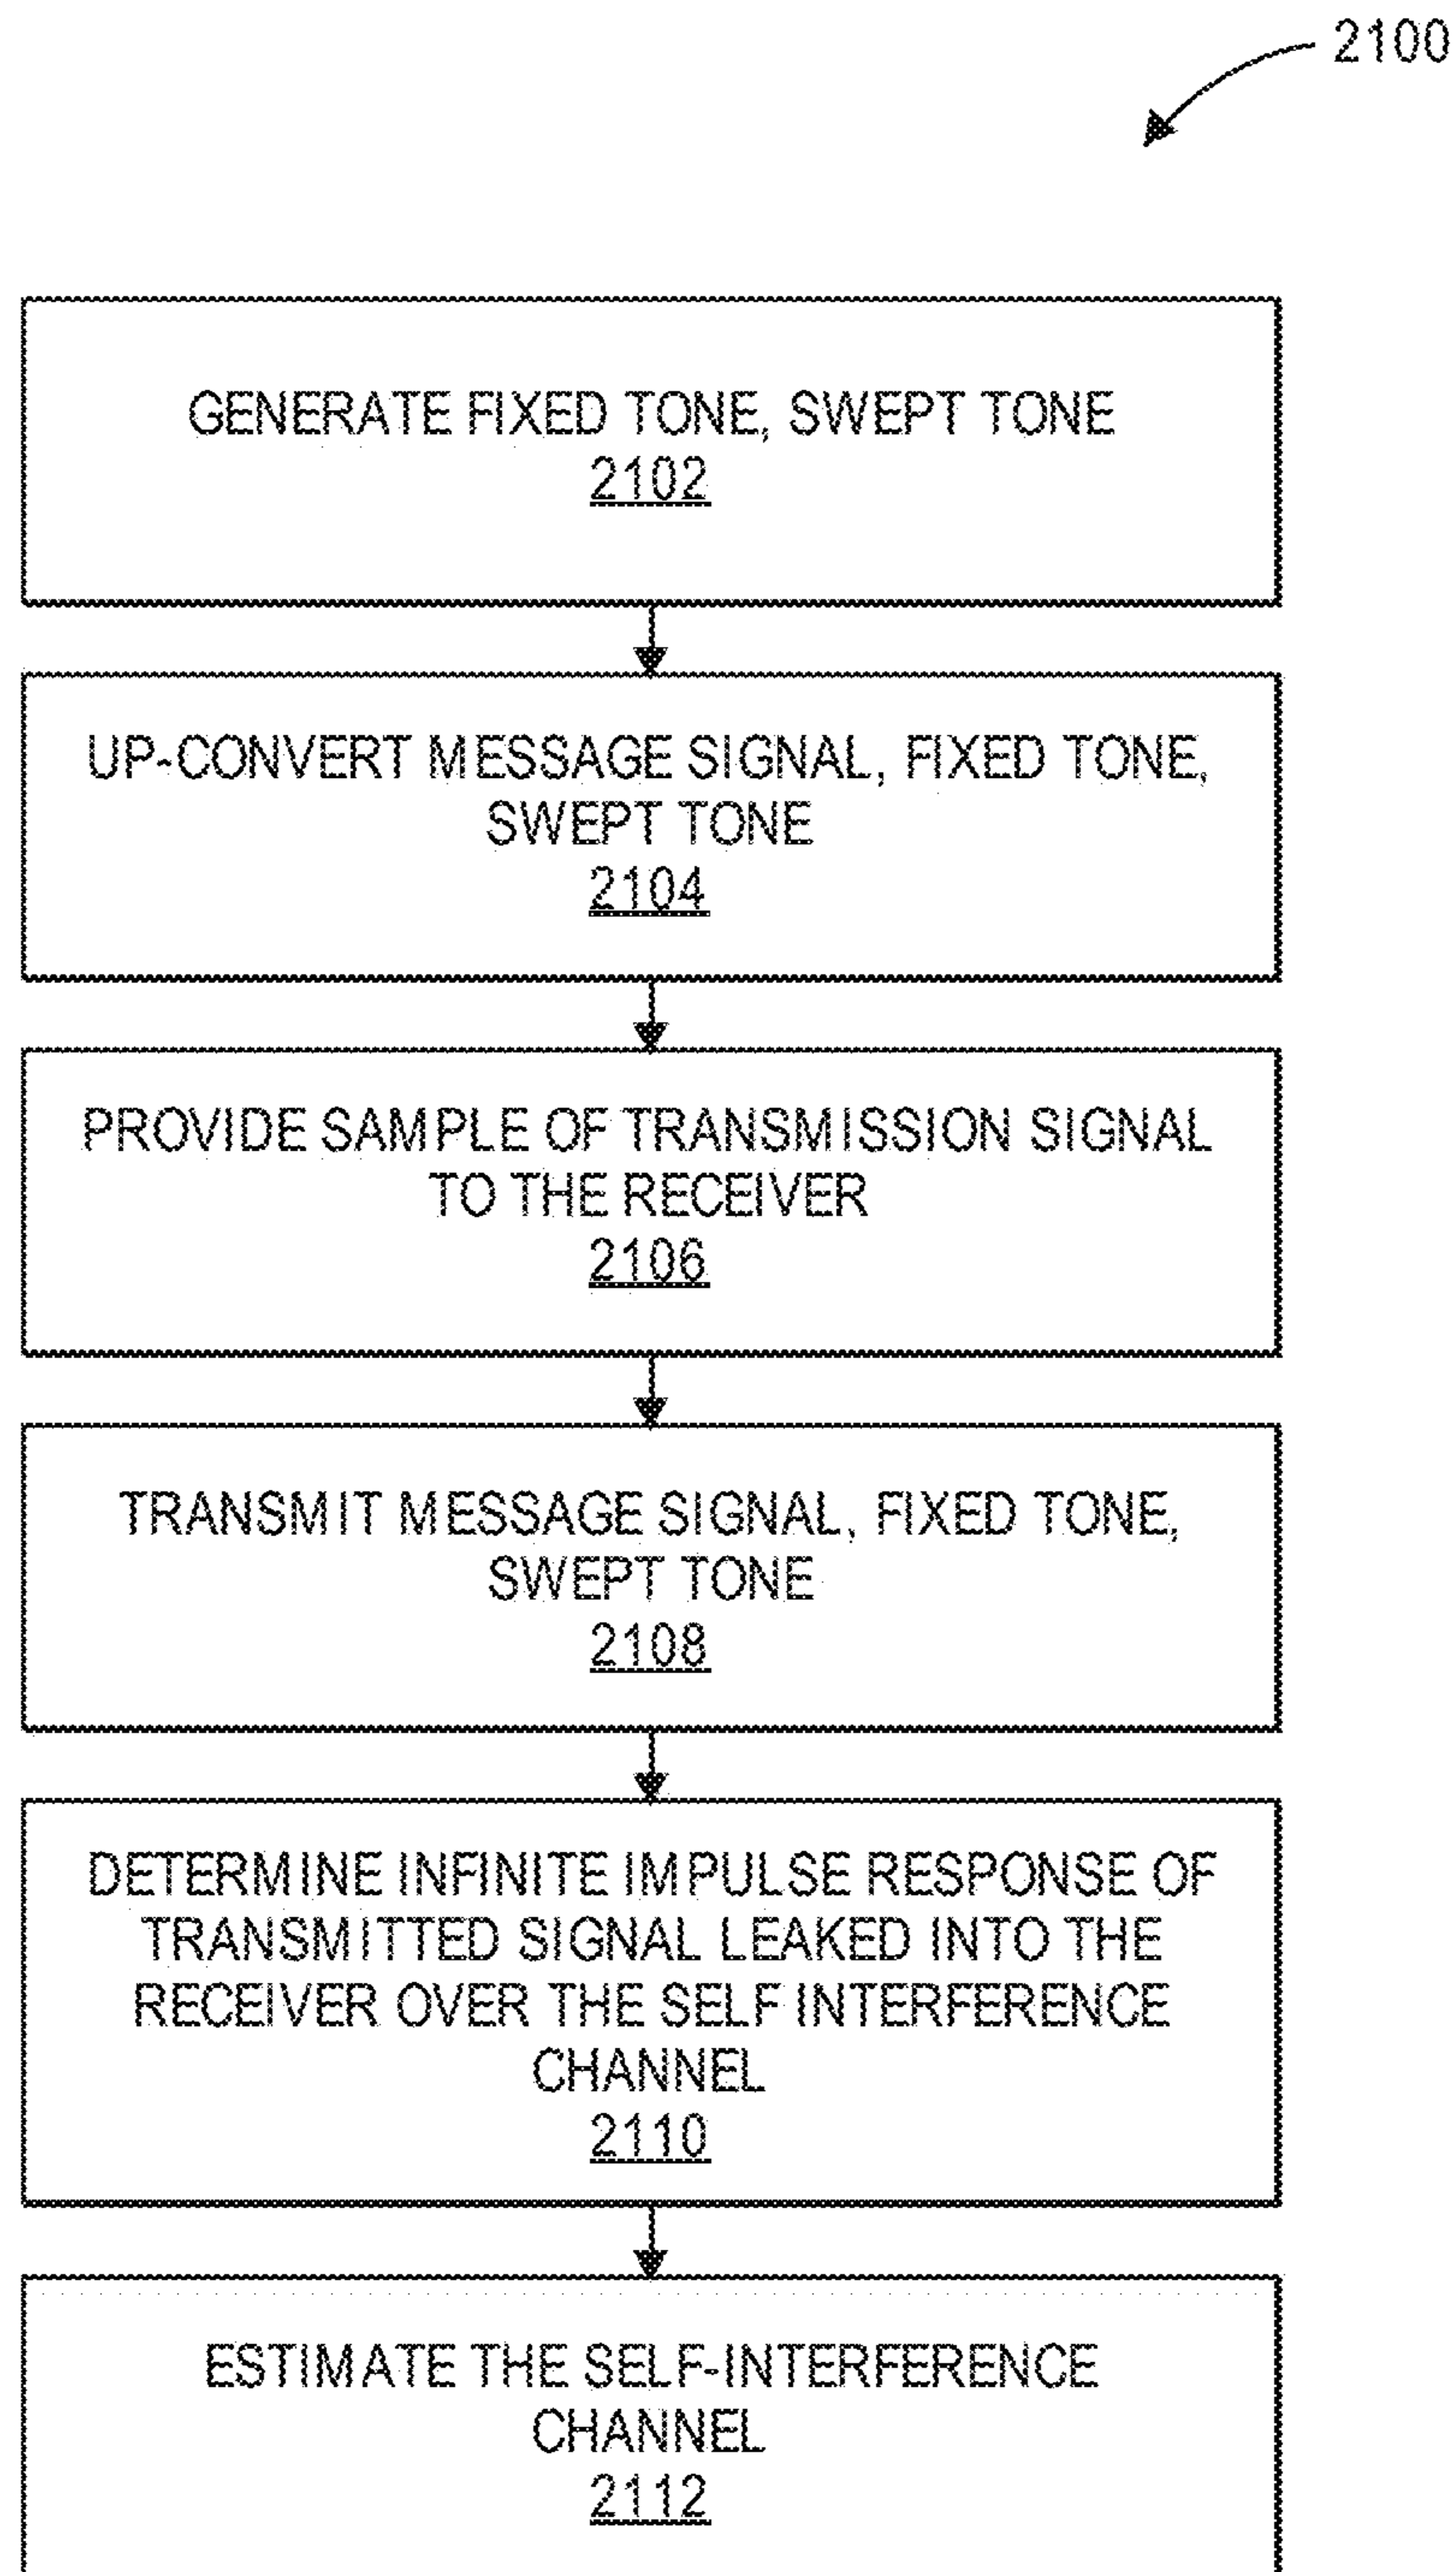 2100
GENERATE FIXED TONE, SWEPT TONE
2102
UP-CONVERT MESSAGE SIGNAL, FIXED TONE,
SWEPT TONE
2104
PROVIDE SAMPLE OF TRANSMISSION SIGNAL
TO THE RECEIVER
2106
TRANSMIT MESSAGE SIGNAL, FIXED TONE,
SWEPT TONE
2108
DETERMINE INFINITE IMPULSE RESPONSE OF
TRANSMITTED SIGNAL LEAKED INTO THE
RECEIVER OVER THE SELF INTERFERENCE
CHANNEL
2110
ESTIMATE THE SELF-INTERFERENCE
CHANNEL
2112